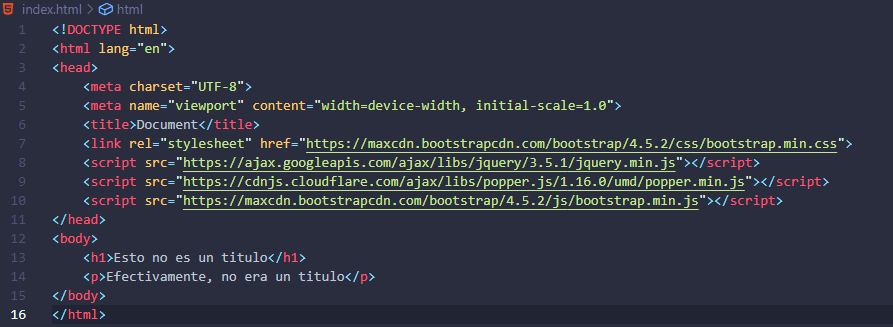 index.html > html
1 <!DOCTYPE html>
2 <html lang="en">
3 <head>
4     <meta charset="UTF-8">
5     <meta name="viewport" content="width=device-width, initial-scale=1.0">
6     <title>Document</title>
7     <link rel="stylesheet" href="https://maxcdn.bootstrapcdn.com/bootstrap/4.5.2/css/bootstrap.min.css">
8     <script src="https://ajax.googleapis.com/ajax/libs/jquery/3.5.1/jquery.min.js"></script>
9     <script src="https://cdnjs.cloudflare.com/ajax/libs/popper.js/1.16.0/umd/popper.min.js"></script>
10     <script src="https://maxcdn.bootstrapcdn.com/bootstrap/4.5.2/js/bootstrap.min.js"></script>
11 </head>
12 <body>
13     <h1>Esto no es un titulo</h1>
14     <p>Efectivamente, no era un titulo</p>
15 </body>
16 </html>